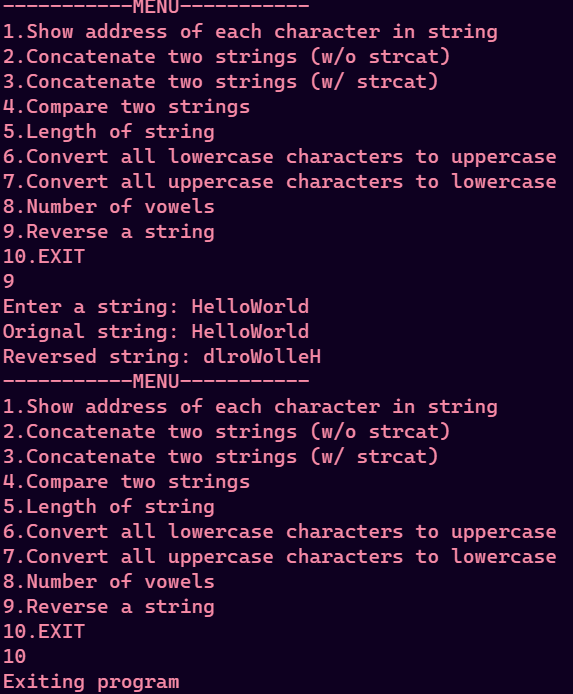 -----------MENU-----------
1.Show address of each character in string
2.Concatenate two strings (w/o strcat)
3.Concatenate two strings (w/ strcat)
4.Compare two strings
5.Length of string
6.Convert all lowercase characters to uppercase
7.Convert all uppercase characters to lowercase
8.Number of vowels
9.Reverse a string
10.EXIT
9
Enter a string: HelloWorld
Orignal string: HelloWorld
Reversed string: dlroWolleH
-----------MENU-----------
1.Show address of each character in string
2.Concatenate two strings (w/o strcat)
3.Concatenate two strings (w/ strcat)
4.Compare two strings
5.Length of string
6.Convert all lowercase characters to uppercase
7.Convert all uppercase characters to lowercase
8.Number of vowels
9.Reverse a string
10.EXIT
10
Exiting program